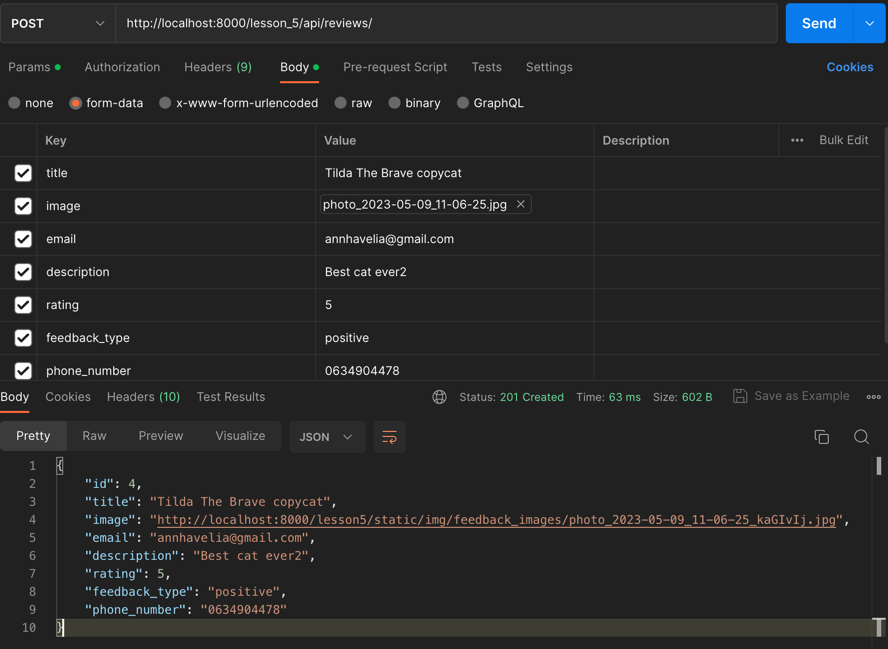 POST http://localhost:8000/lesson_5/api/reviews/ Send
Params Authorization Headers (9) Body Pre-request Script Tests Settings Cookies
none form-data x-www-form-urlencoded raw binary GraphQL
Key Value Description ••• Bulk Edit
title Tilda The Brave copycat
image photo_2023-05-09_11-06-25.jpg
email annhavelia@gmail.com
description Best cat ever2
rating 5
feedback_type positive
phone_number 0634904478
Body Cookies Headers (10) Test Results Status: 201 Created Time: 63 ms Size: 602 B Save as Example
Pretty Raw Preview Visualize JSON
1 {
2 "id": 4,
3 "title": "Tilda The Brave copycat",
4 "image": "http://localhost:8000/lesson5/static/img/feedback_images/photo_2023-05-09_11-06-25_kaGIvIj.jpg",
5 "email": "annhavelia@gmail.com",
6 "description": "Best cat ever2",
7 "rating": 5,
8 "feedback_type": "positive",
9 "phone_number": "0634904478"
10 }